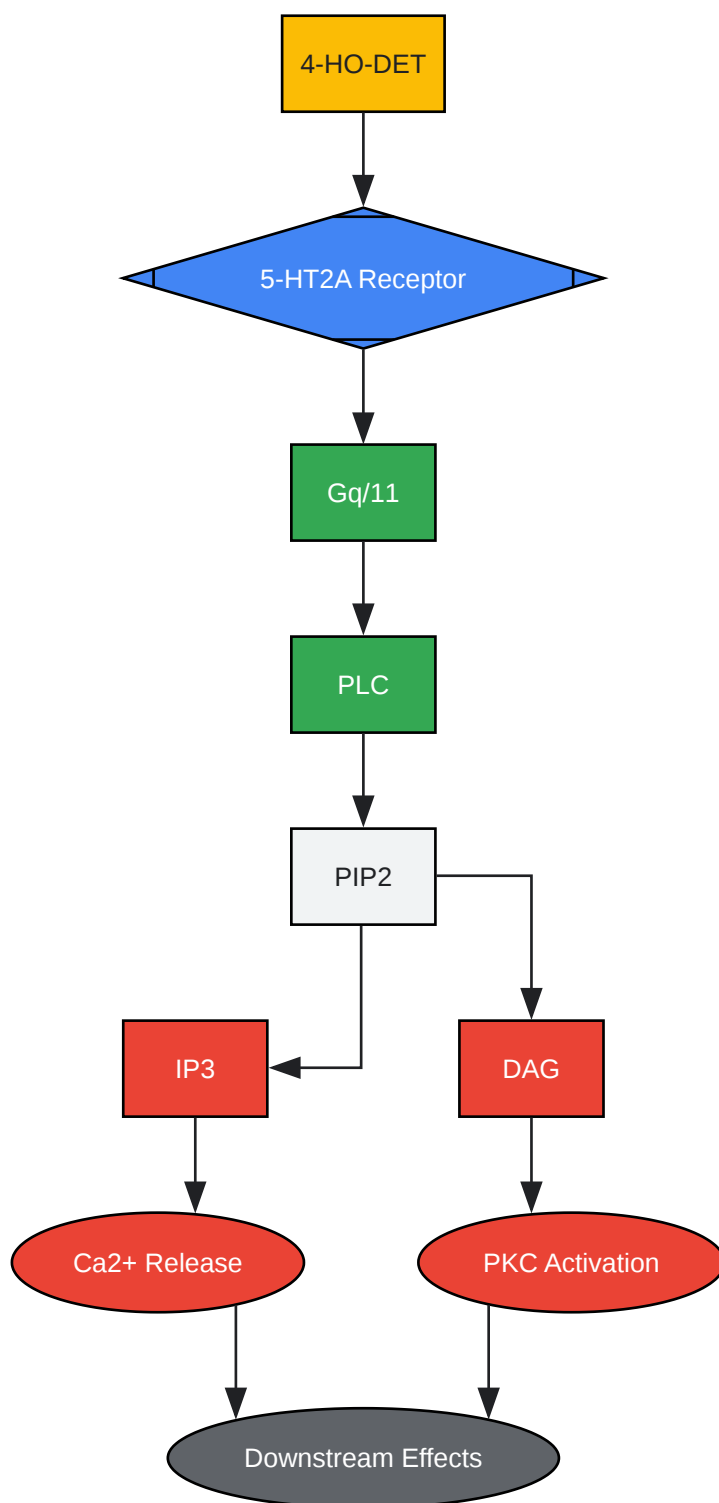 4-HO-DET
5-HT2A Receptor
Gq/11
PLC
PIP2
IP3
DAG
Ca2+ Release
PKC Activation
Downstream Effects